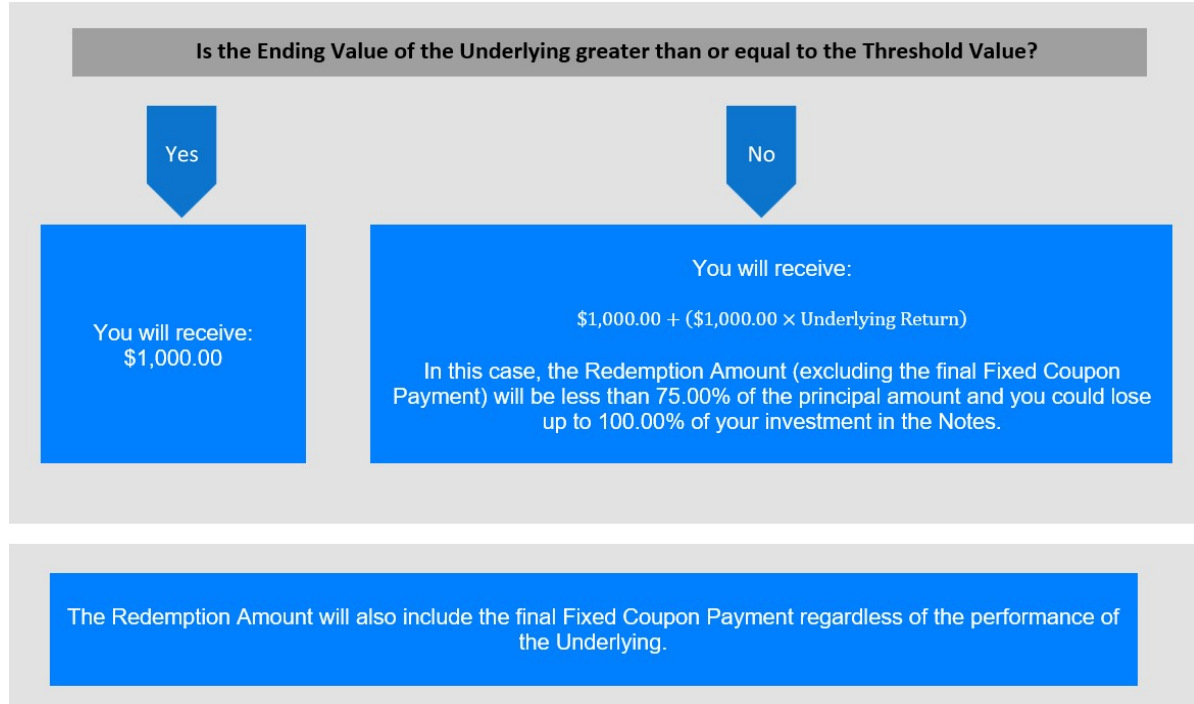 Is the Ending Value of the Underlying greater than or equal to the Threshold Value?
Yes
No
You will receive:
$1,000.00
You will receive:
$1,000.00 + ($1,000.00 × Underlying Return)
In this case, the Redemption Amount (excluding the final Fixed Coupon
Payment) will be less than 75.00% of the principal amount and you could lose
up to 100.00% of your investment in the Notes.
The Redemption Amount will also include the final Fixed Coupon Payment regardless of the performance of
the Underlying.